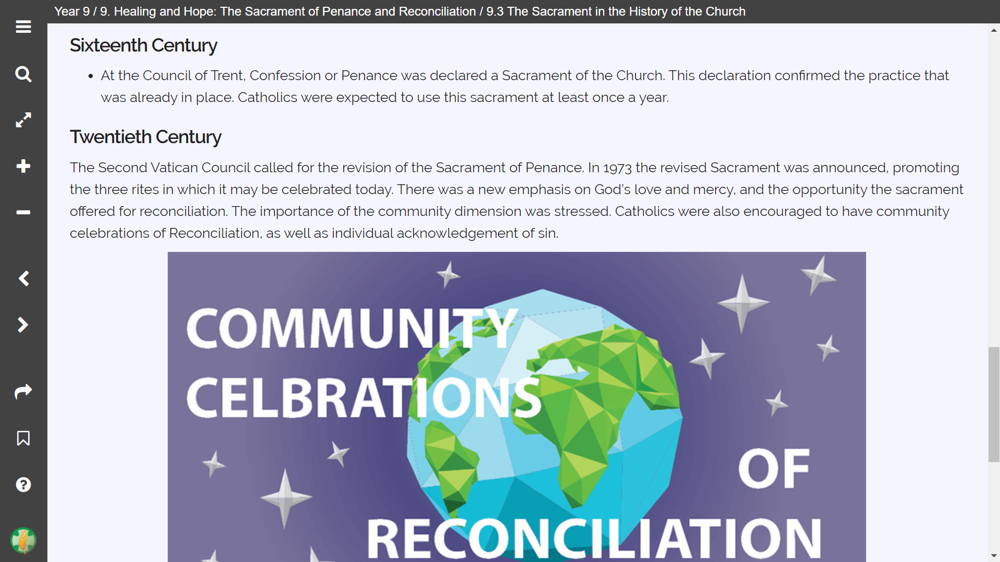 Year 9 / 9. Healing and Hope: The Sacrament of Penance and Reconciliation / 9.3 The Sacrament in the History of the Church
Sixteenth Century
• At the Council of Trent, Confession or Penance was declared a Sacrament of the Church. This declaration confirmed the practice that
was already in place. Catholics were expected to use this sacrament at least once a year.
Twentieth Century
The Second Vatican Council called for the revision of the Sacrament of Penance. In 1973 the revised Sacrament was announced, promoting
the three rites in which it may be celebrated today. There was a new emphasis on God’s love and mercy, and the opportunity the sacrament
offered for reconciliation. The importance of the community dimension was stressed. Catholics were also encouraged to have community
celebrations of Reconciliation, as well as individual acknowledgement of sin.
COMMUNITY
CELBRATIONS
OF
RECONCILIATION